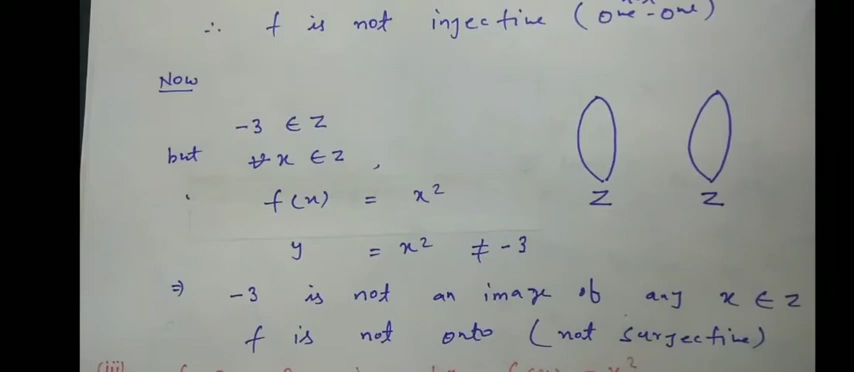 ∴ f is not injective (one-one)
Now
-3 ∈ Z
but ∀ x ∈ Z ,
f(x) = x²
y = x² ≠ -3
Z Z
⇒ -3 is not an image of any x ∈ Z
f is not onto (not surjective)
(iii)